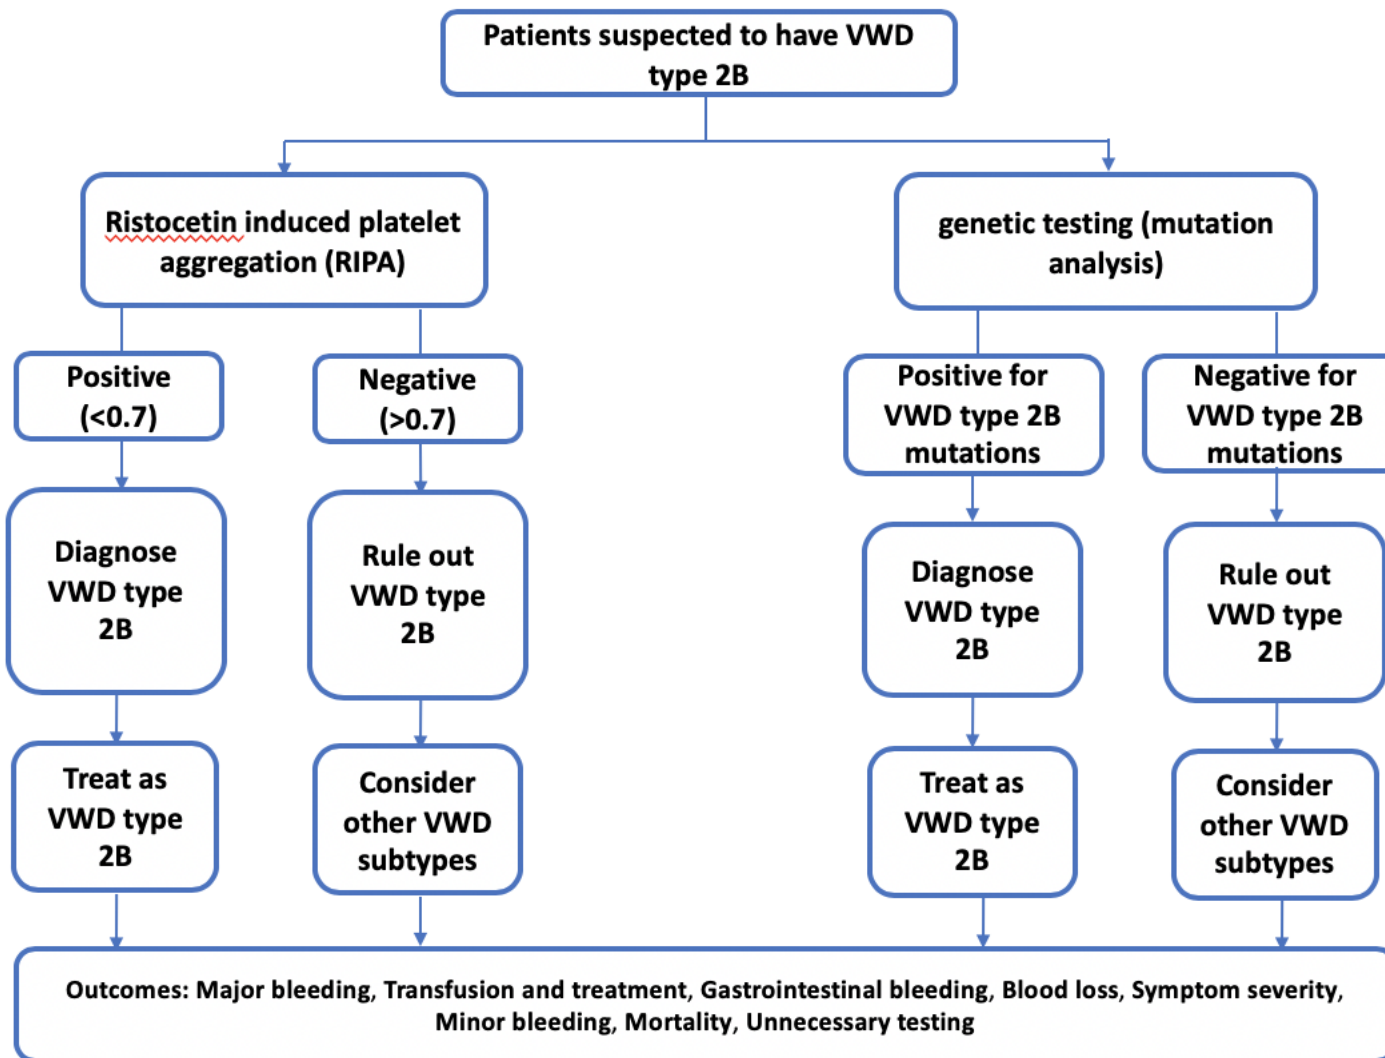 Patients suspected to have VWD
type 2B
Ristocetin induced platelet
aggregation (RIPA)
genetic testing (mutation
analysis)
Positive
(<0.7)
Negative
(>0.7)
Positive for
VWD type 2B
mutations
Negative for
VWD type 2B
mutations
Diagnose
VWD type
2B
Rule out
VWD type
2B
Diagnose
VWD type
2B
Rule out
VWD type
2B
Treat as
VWD type
2B
Consider
other VWD
subtypes
Treat as
VWD type
2B
Consider
other VWD
subtypes
Outcomes: Major bleeding, Transfusion and treatment, Gastrointestinal bleeding, Blood loss, Symptom severity,
Minor bleeding, Mortality, Unnecessary testing